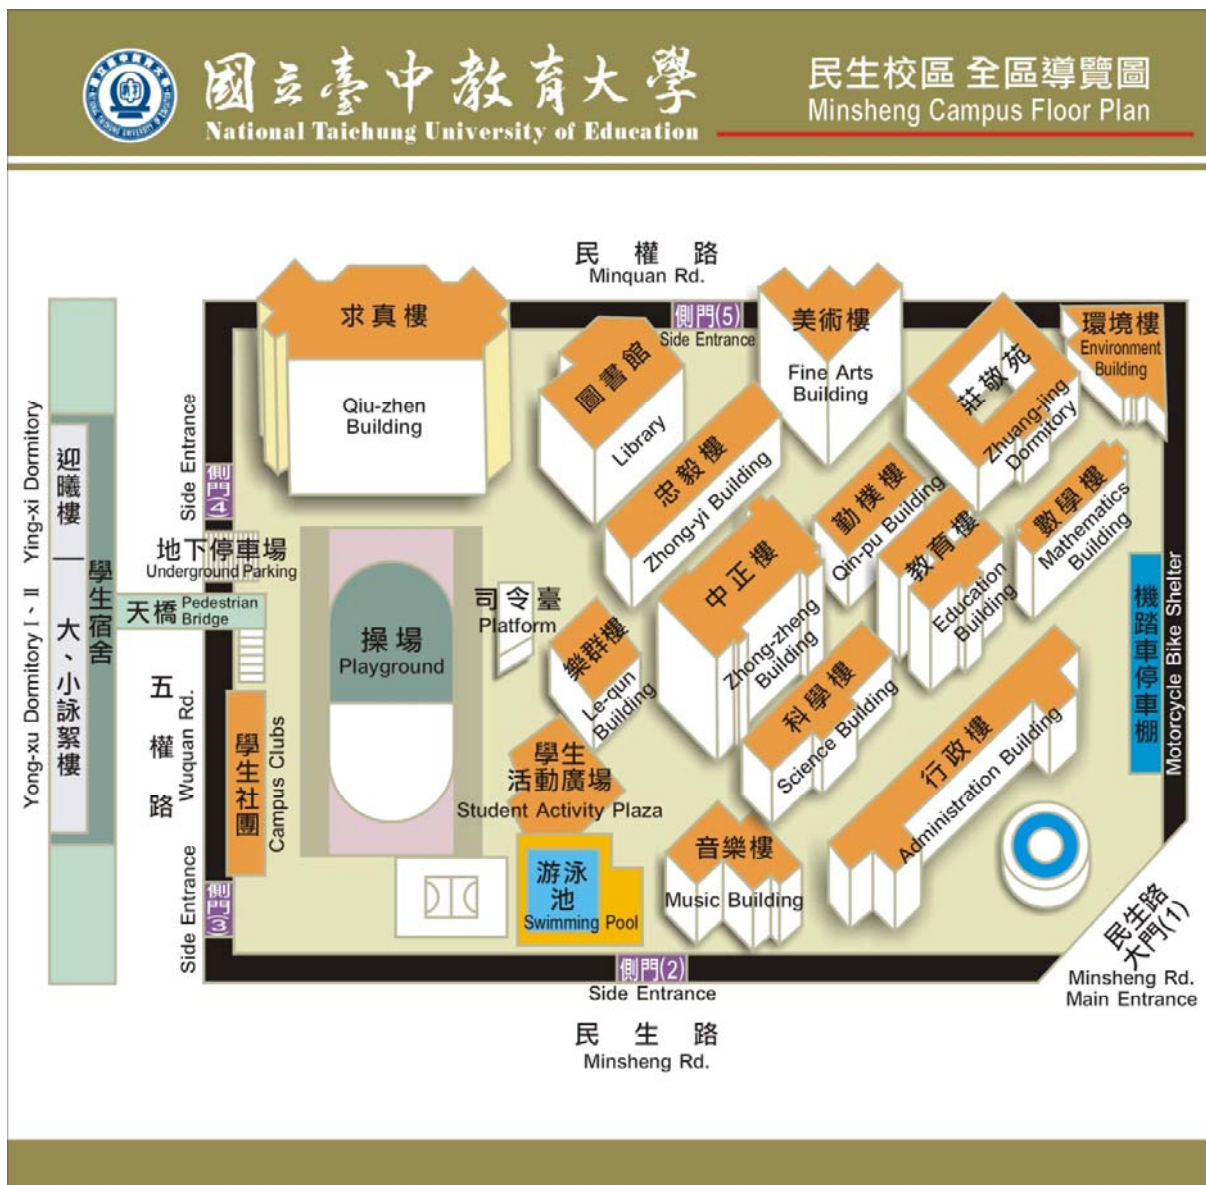 國立臺中教育大學
National Taichung University of Education
民生校區 全區導覽圖
Minsheng Campus Floor Plan
民權路
Minquan Rd.
求真樓
Qiu-zhen
Building
側門(5)
Side Entrance
圖書館
Library
美術樓
Fine Arts
Building
莊敬苑
Zhuang-jing
Dormitory
環境樓
Environment
Building
忠毅樓
Zhong-yi Building
勤樸樓
Qin-pu Building
數學樓
Mathematics
Building
教育樓
Education
Building
中正樓
Zhong-zheng
Building
側門(4)
Side Entrance
地下停車場
Underground Parking
天橋
Pedestrian
Bridge
學生宿舍
迎曦樓
Ying-xi Dormitory
大、小詠絮樓
Yong-xu Dormitory I、II
五權路
Wuquan Rd.
操場
Playground
司令臺
Platform
樂群樓
Le-qun
Building
科學樓
Science Building
行政樓
Administration Building
機踏車停車棚
Motorcycle Bike Shelter
學生社團
Campus Clubs
學生
活動廣場
Student Activity Plaza
游泳
池
Swimming Pool
音樂樓
Music Building
側門(3)
Side Entrance
側門(2)
Side Entrance
民生路
大門(1)
Minsheng Rd.
Main Entrance
民生路
Minsheng Rd.